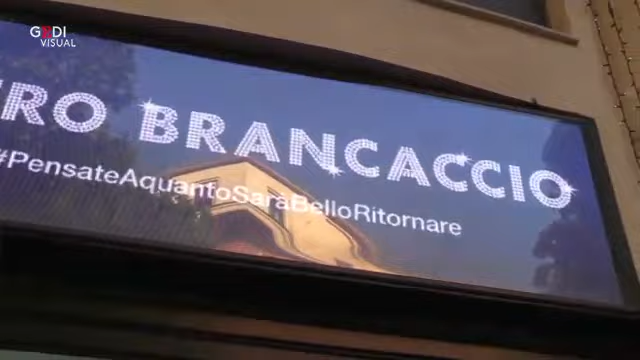 GEDI
VISUAL
RO BRANCACCIO
#PensateAQuantoSaràBelloRitornare